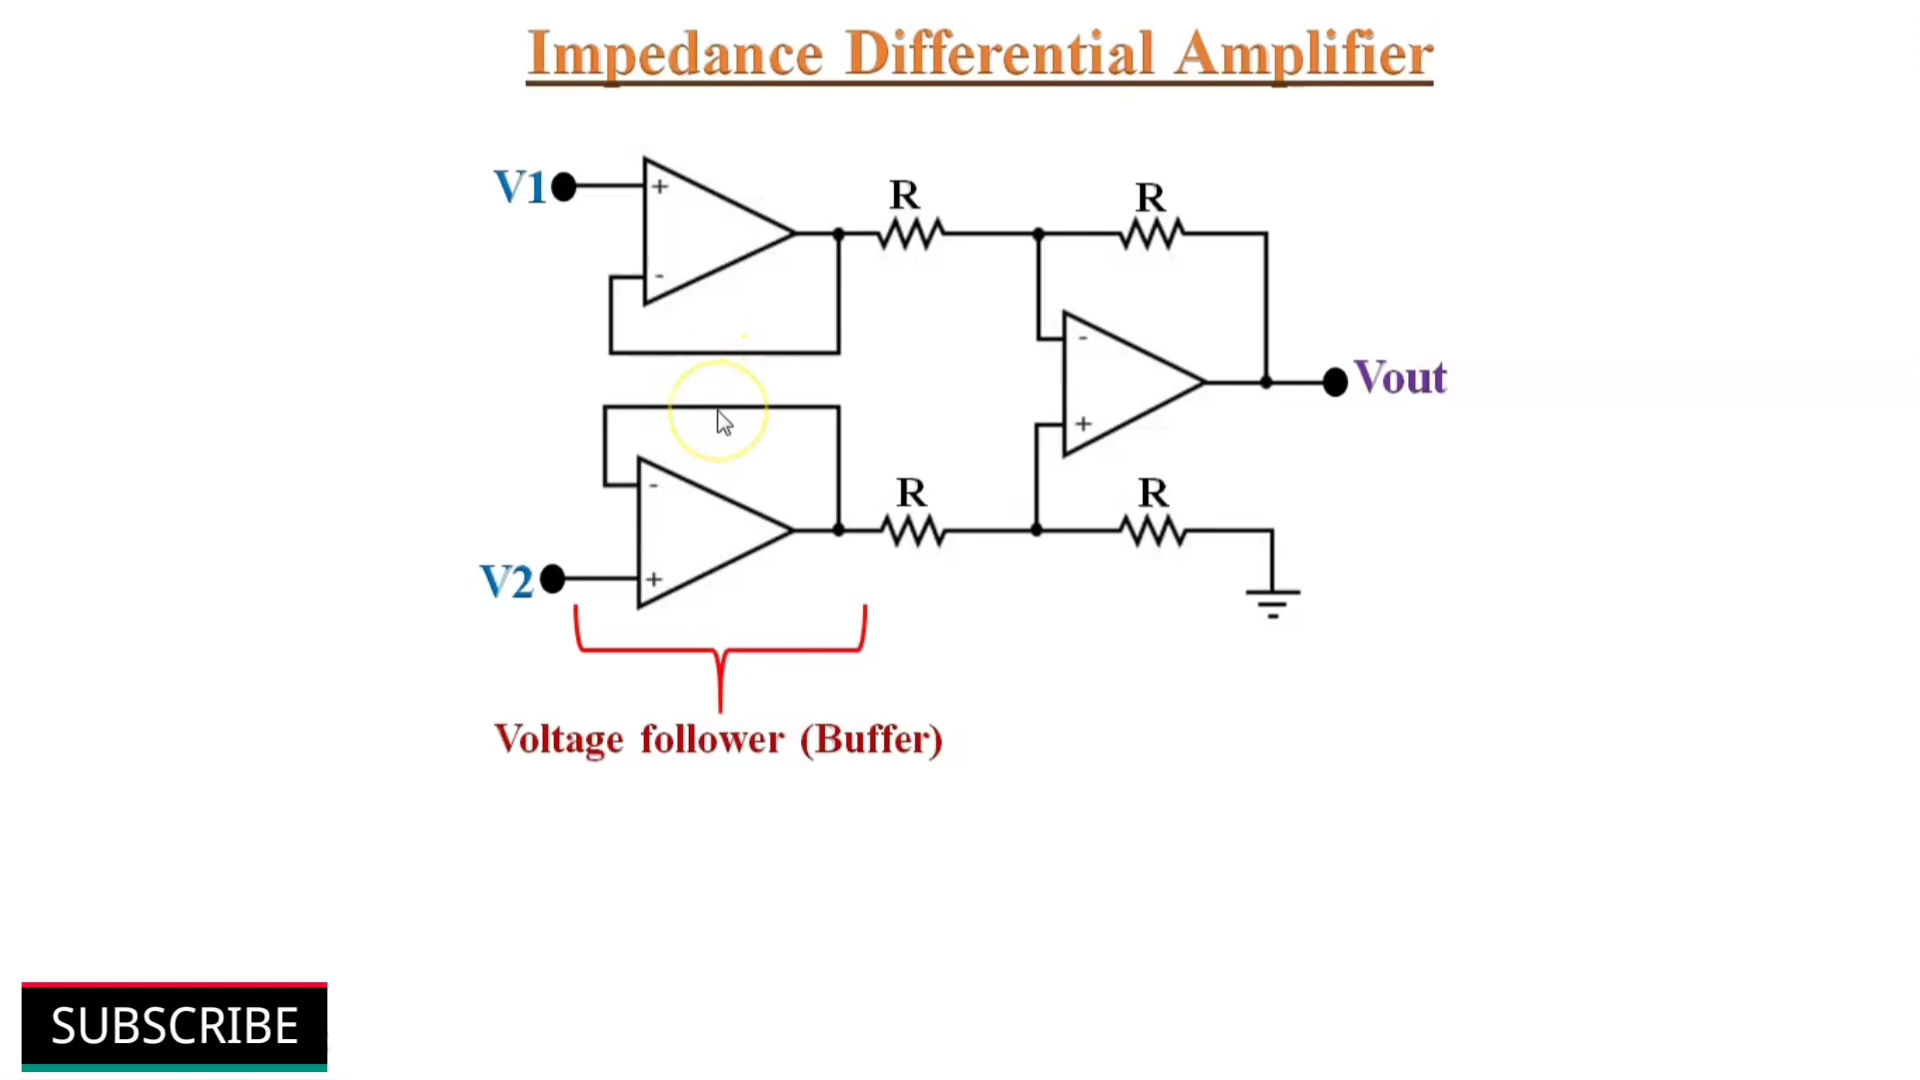 Impedance Differential Amplifier
V1
+
-
R
R
-
+
Vout
-
+
V2
R
R
Voltage follower (Buffer)
SUBSCRIBE